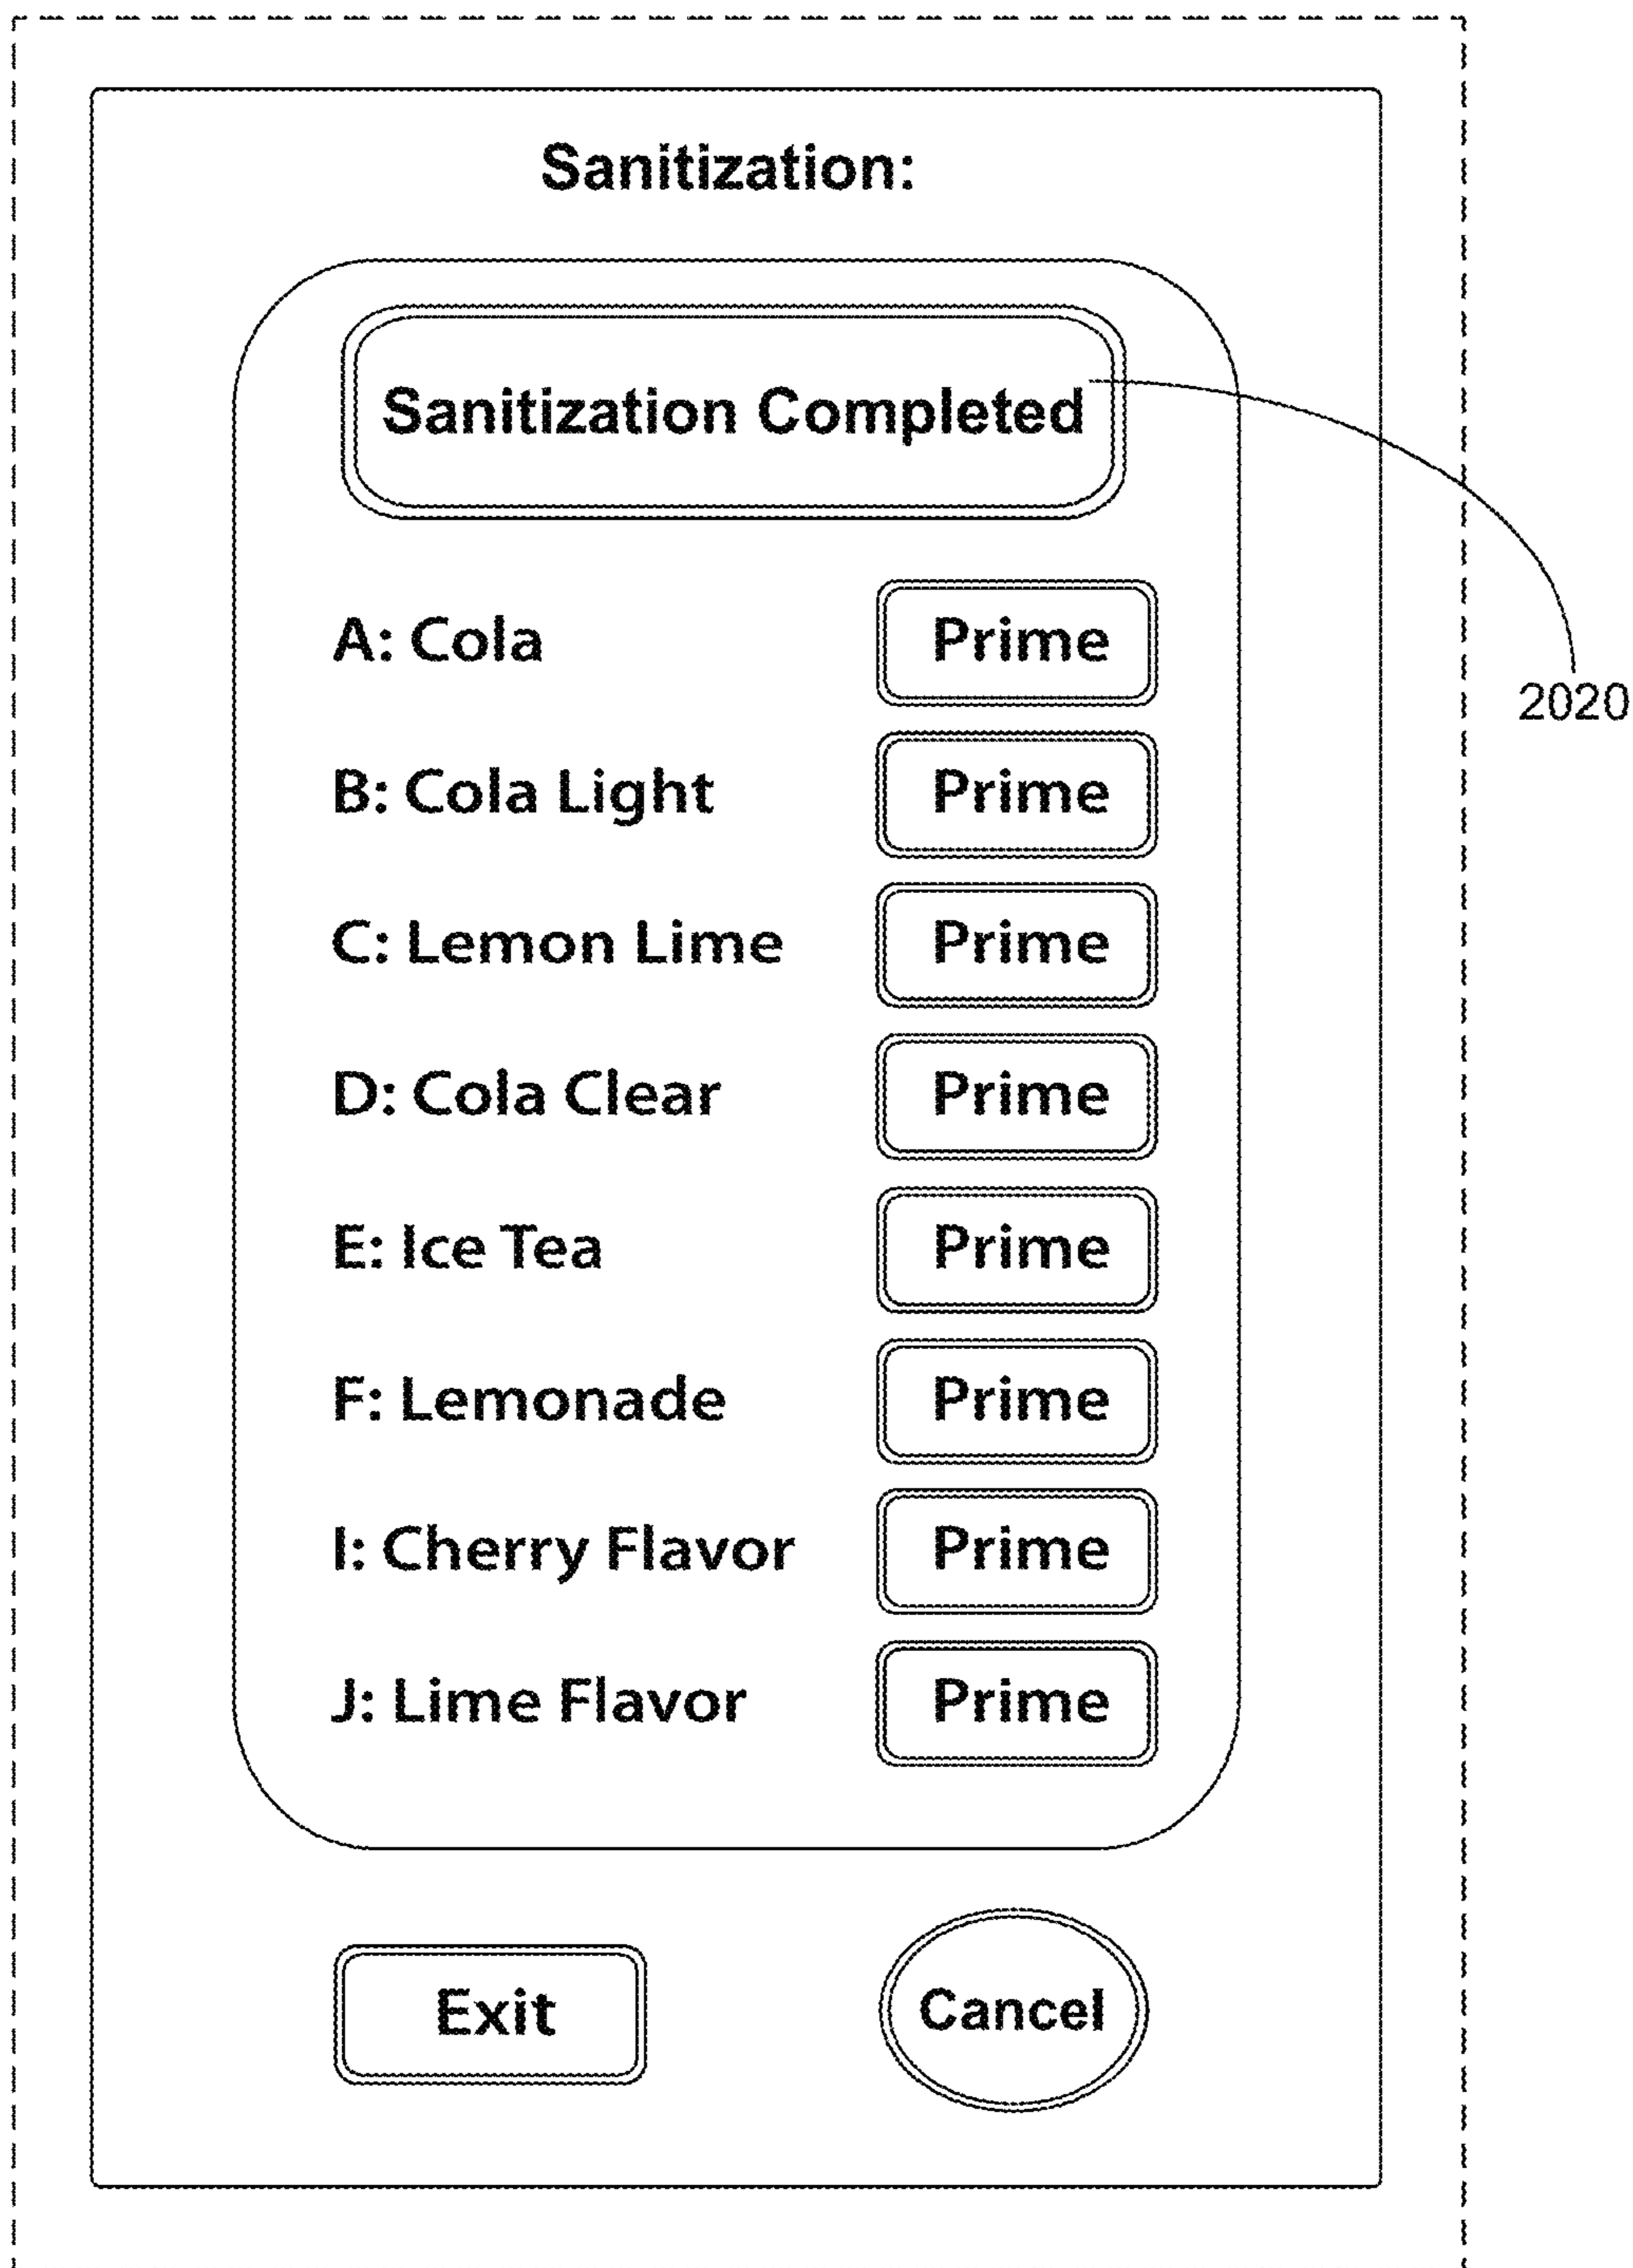 Sanitization:
Sanitization Completed
A: Cola Prime
2020
B: Cola Light Prime
C: Lemon Lime Prime
D: Cola Clear Prime
E: Ice Tea Prime
F: Lemonade Prime
I: Cherry Flavor Prime
J: Lime Flavor Prime
Exit Cancel